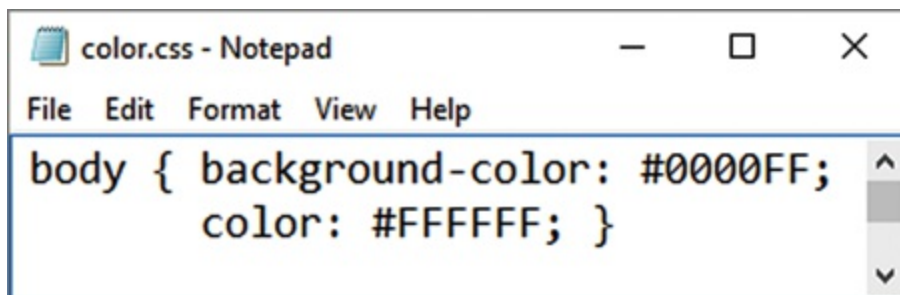 color.css - Notepad
File Edit Format View Help
body { background-color: #0000FF;
color: #FFFFFF; }